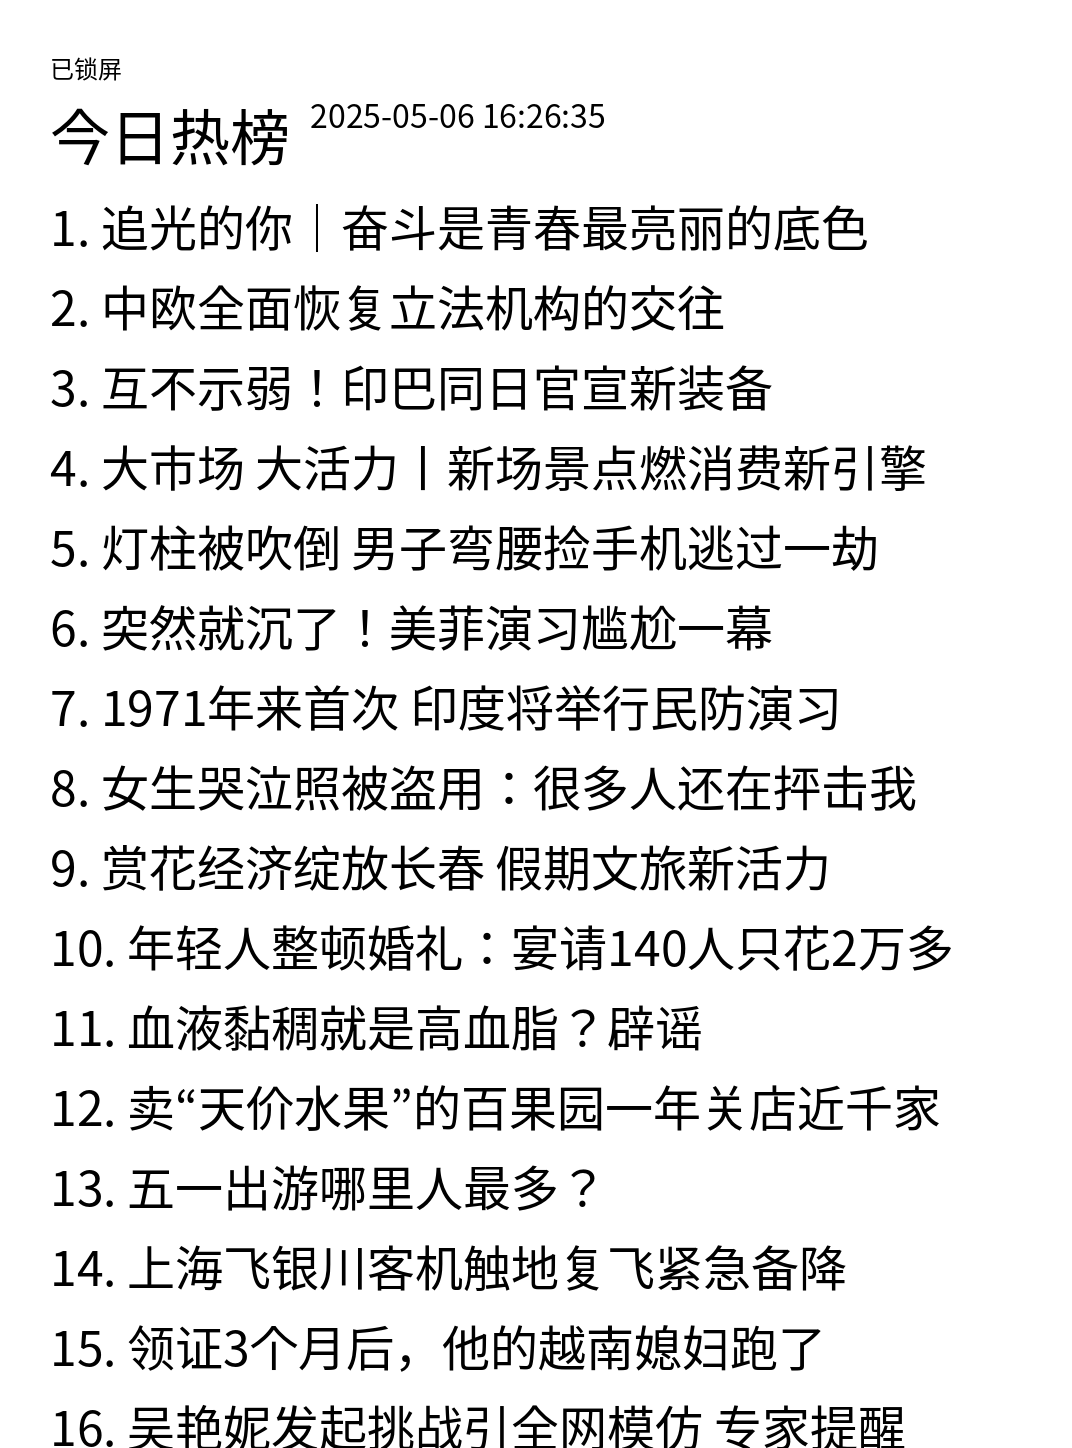 已锁屏
今日热榜 2025-05-06 16:26:35
1. 追光的你｜奋斗是青春最亮丽的底色
2. 中欧全面恢复立法机构的交往
3. 互不示弱！印巴同日官宣新装备
4. 大市场 大活力丨新场景点燃消费新引擎
5. 灯柱被吹倒 男子弯腰捡手机逃过一劫
6. 突然就沉了！美菲演习尴尬一幕
7. 1971年来首次 印度将举行民防演习
8. 女生哭泣照被盗用：很多人还在抨击我
9. 赏花经济绽放长春 假期文旅新活力
10. 年轻人整顿婚礼：宴请140人只花2万多
11. 血液黏稠就是高血脂？辟谣
12. 卖“天价水果”的百果园一年关店近千家
13. 五一出游哪里人最多？
14. 上海飞银川客机触地复飞紧急备降
15. 领证3个月后，他的越南媳妇跑了
16. 吴艳妮发起挑战引全网模仿 专家提醒